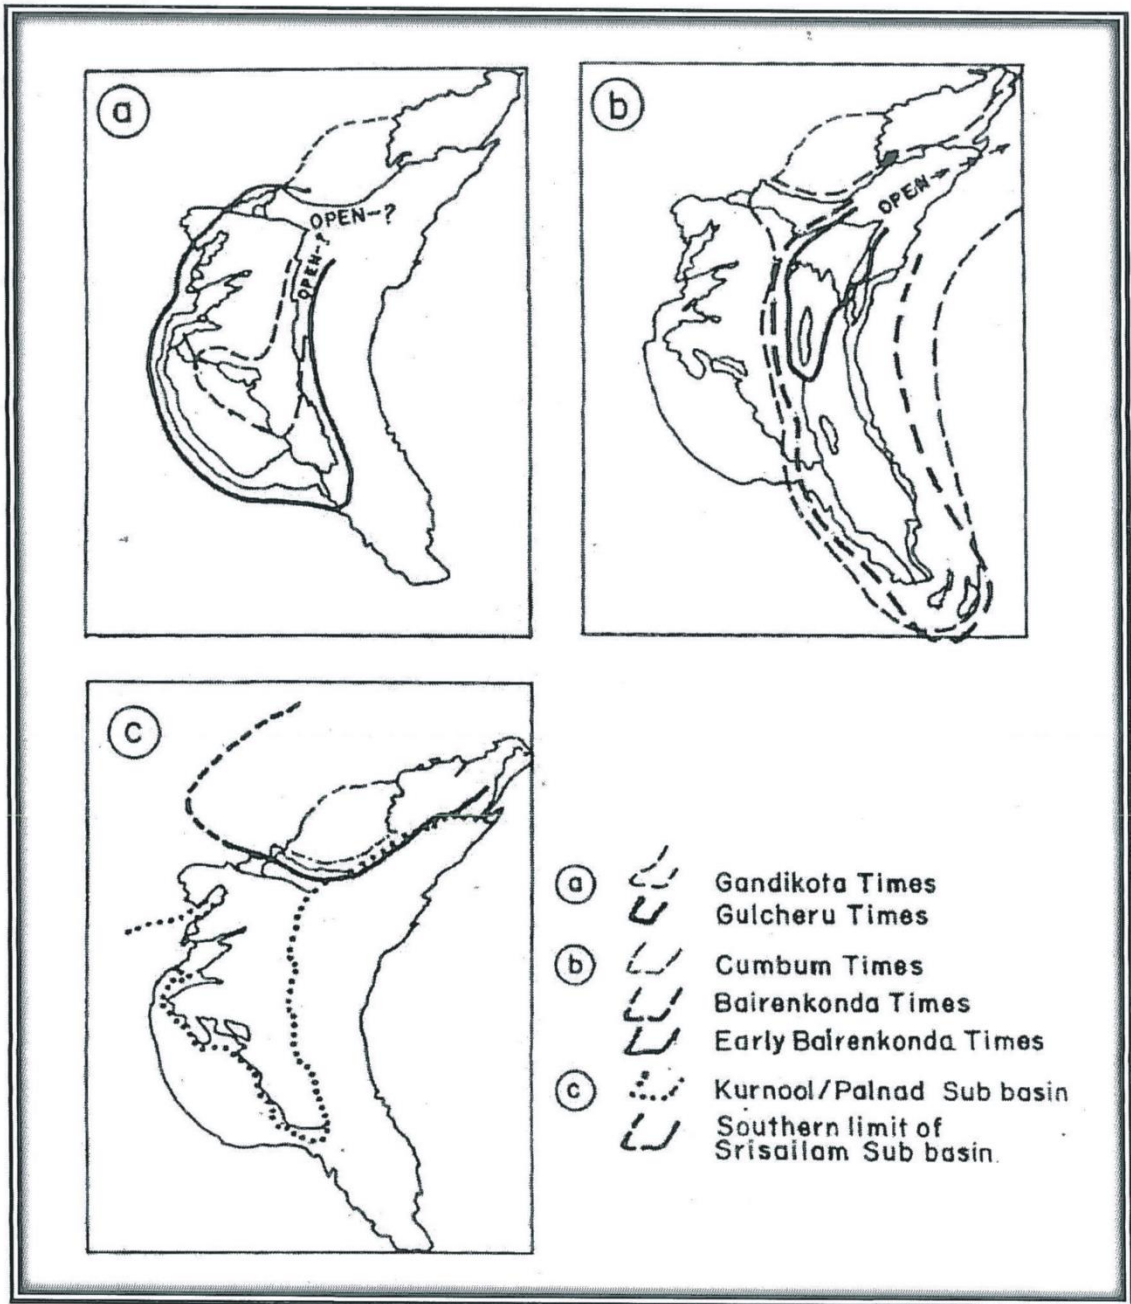 a
OPEN-?
OPEN-?
b
OPEN
c
a Gandikota Times
Gulcheru Times
b Cumbum Times
Bairenkonda Times
Early Bairenkonda Times
c Kurnool/Palnad Sub basin
Southern limit of
Srisailam Sub basin.